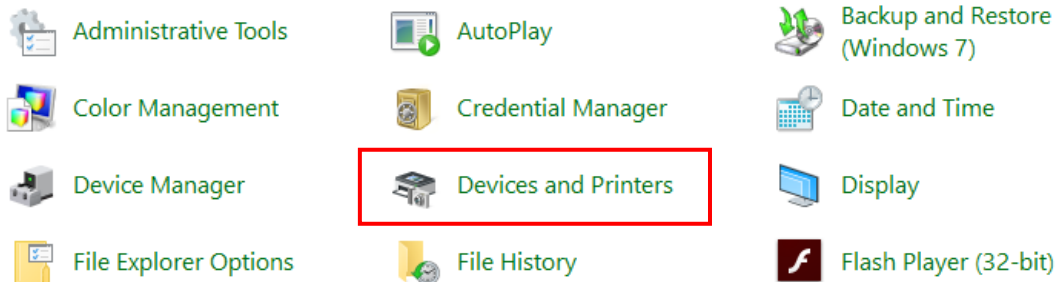 Administrative Tools
AutoPlay
Backup and Restore
(Windows 7)
Color Management
Credential Manager
Date and Time
Device Manager
Devices and Printers
Display
File Explorer Options
File History
Flash Player (32-bit)